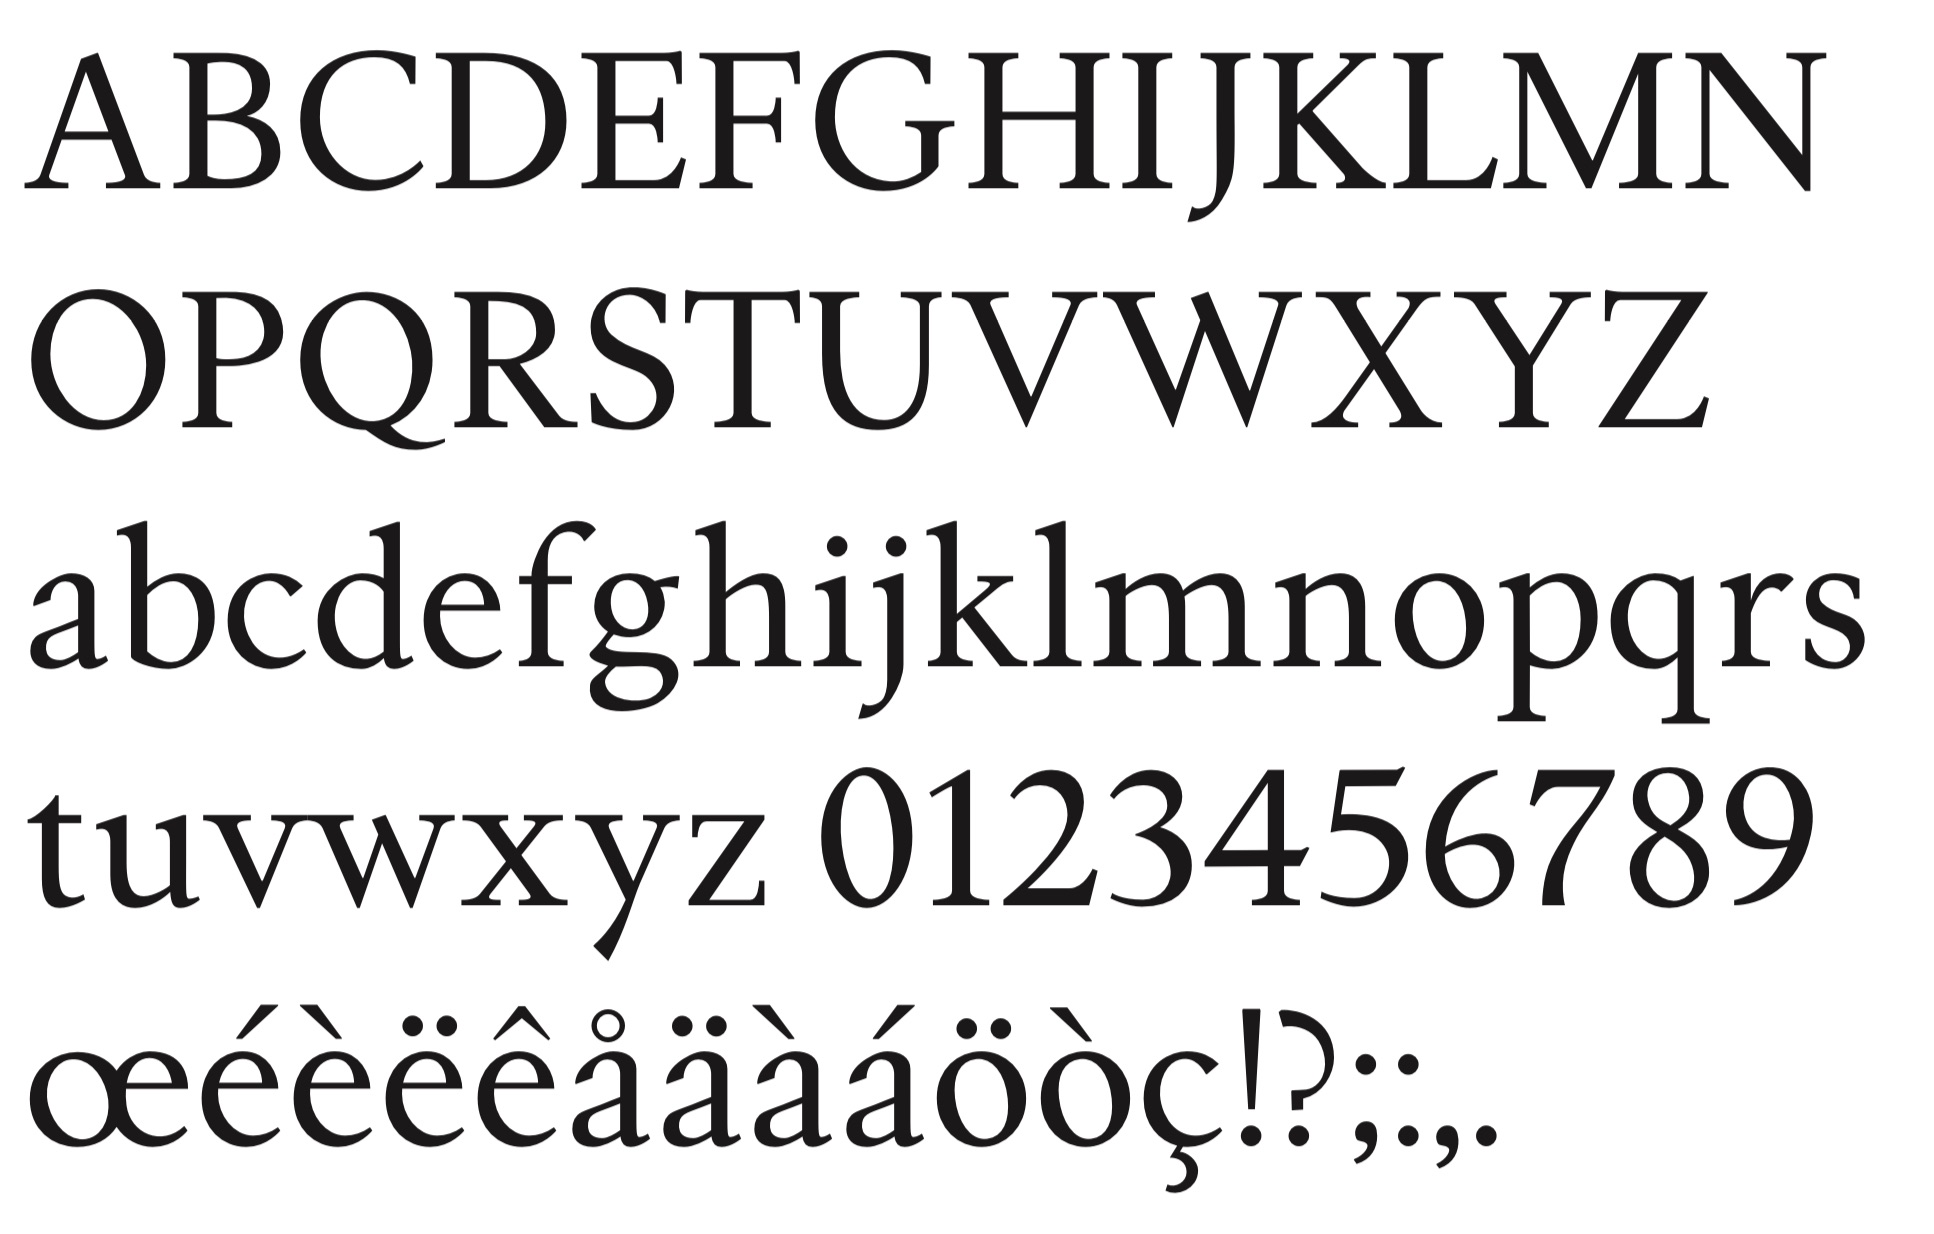 ABCDEFGHIJKLMN
OPQRSTUVWXYZ
abcdefghijklmnopqrs
tuvwxyz 0123456789
œéèëêåäàáöòç!?;:,.